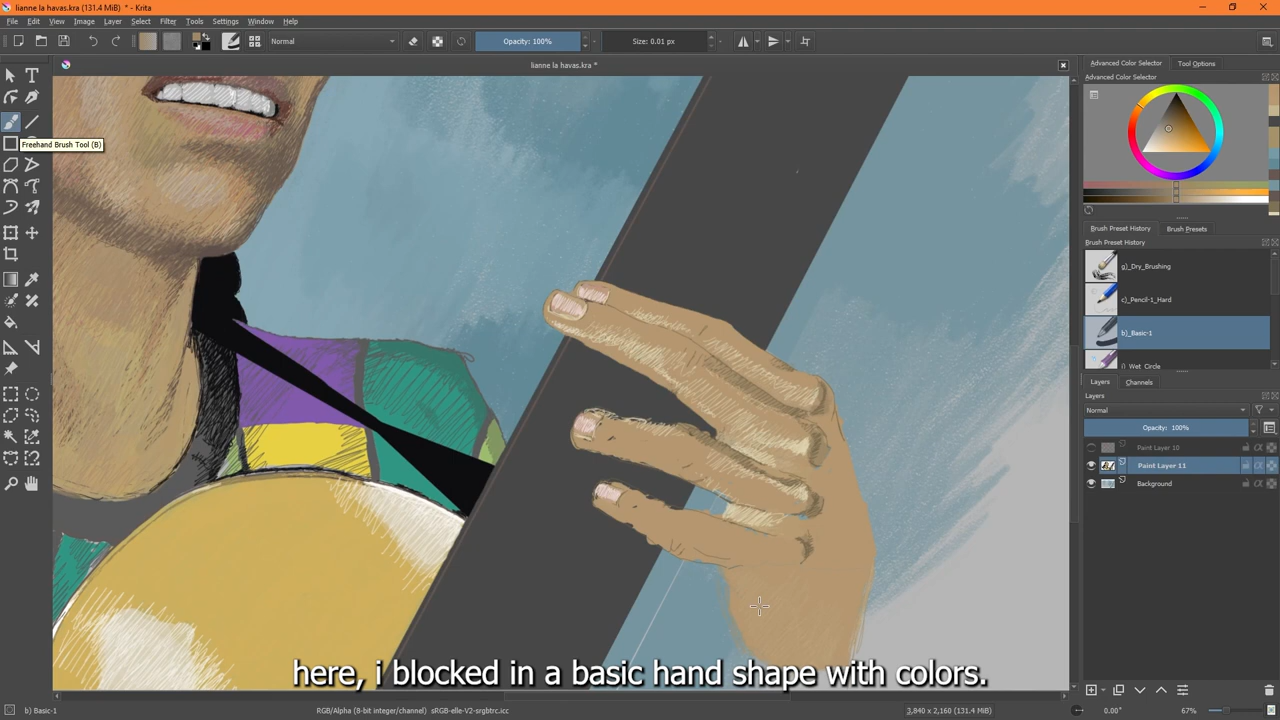 lianne la havas.kra (131.4 MiB) * - Krita
File Edit View Image Layer Select Filter Tools Settings Window Help
Normal
Opacity: 100%
Size: 0.01 px
lianne la havas.kra *
Freehand Brush Tool (B)
Advanced Color Selector
Tool Options
Advanced Color Selector
Brush Preset History
Brush Presets
Brush Preset History
g)_Dry_Brushing
c)_Pencil-1_Hard
b)_Basic-1
i)_Wet_Circle
Layers
Channels
Layers
Normal
Opacity: 100%
Paint Layer 10
Paint Layer 11
Background
here, i blocked in a basic hand shape with colors.
b) Basic-1
RGB/Alpha (8-bit integer/channel) sRGB-elle-V2-srgbtrc.icc
3,840 x 2,160 (131.4 MiB)
0.00°
67%